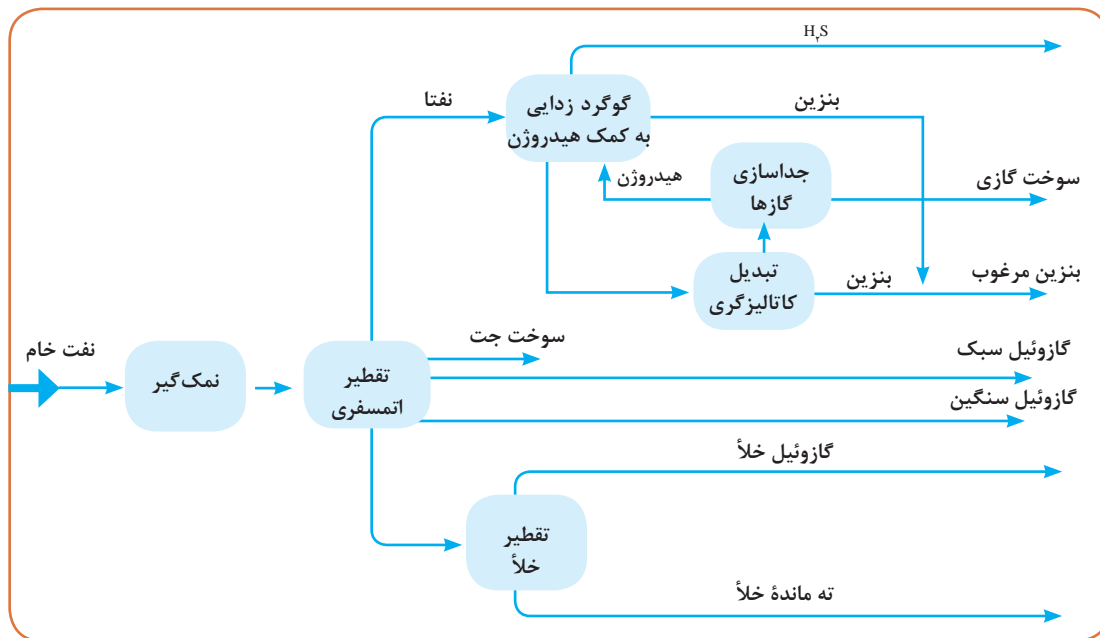 H₂S
نفتا
گوگرد زدایی
به کمک هیدروژن
بنزین
هیدروژن
جداسازی
گازها
سوخت گازی
تبدیل
کاتالیزگری
بنزین
بنزین مرغوب
نفت خام
نمک‌گیر
تقطیر
اتمسفری
سوخت جت
گازوئیل سبک
گازوئیل سنگین
گازوئیل خلأ
تقطیر
خلأ
ته ماندهٔ خلأ